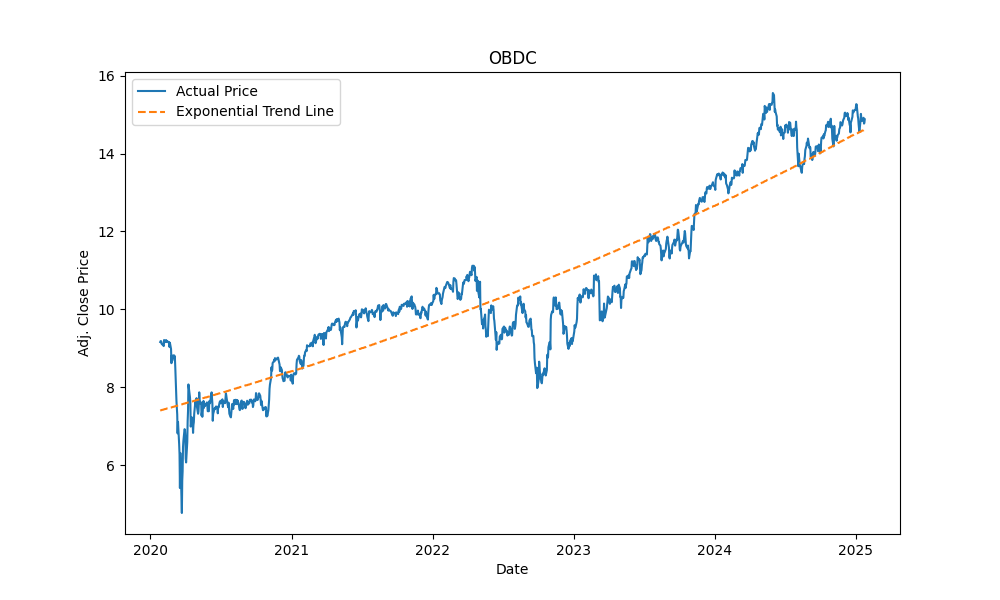 OBDC
Actual Price
Exponential Trend Line
Adj. Close Price
16
14
12
10
8
6
2020 2021 2022 2023 2024 2025
Date